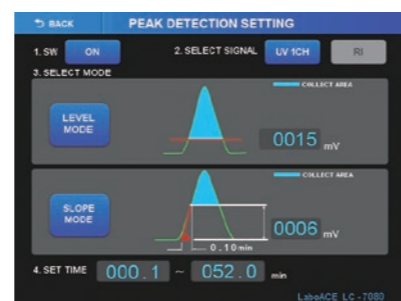 BACK PEAK DETECTION SETTING
1. SW ON 2. SELECT SIGNAL UV 1CH RI
3. SELECT MODE
COLLECT AREA
LEVEL
MODE
0015 mV
COLLECT AREA
SLOPE
MODE
0006 mV
0.10min
4. SET TIME 000.1 ~ 052.0 min
LaboACE LC-7080